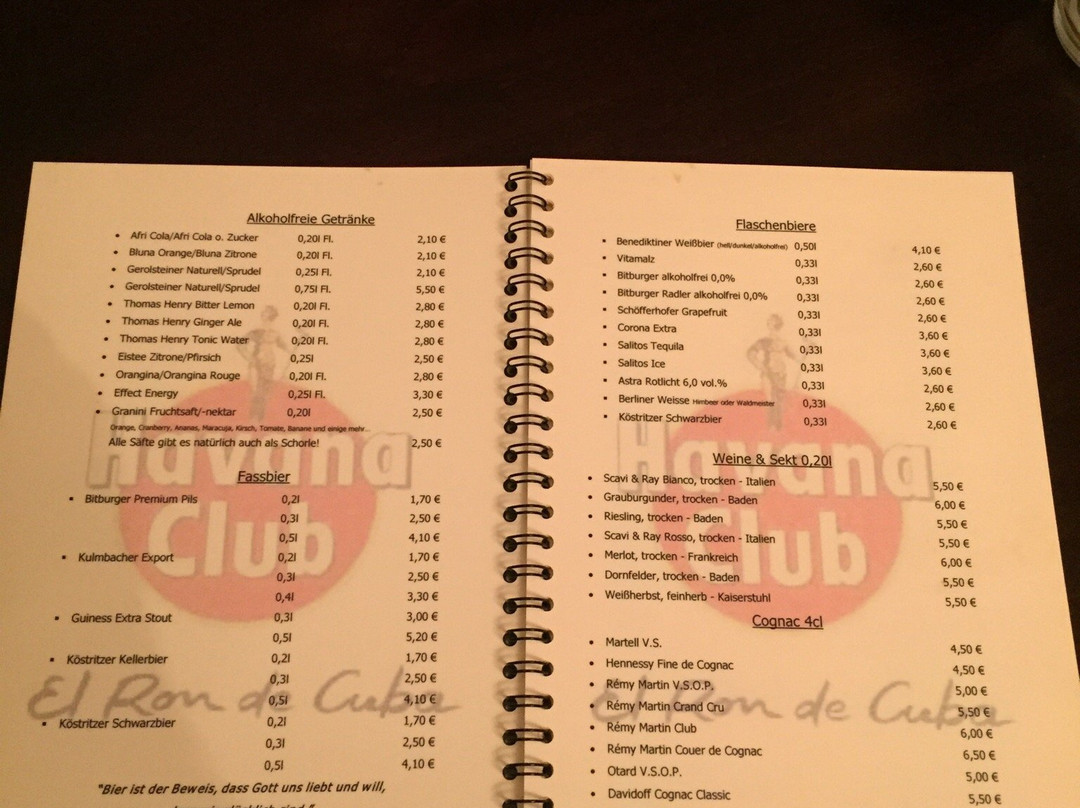 Alkoholfreie Getränke
• Afri Cola/Afri Cola o. Zucker 0,20l Fl. 2,10 €
• Bluna Orange/Bluna Zitrone 0,20l Fl. 2,10 €
• Gerolsteiner Naturell/Sprudel 0,25l Fl. 2,10 €
• Gerolsteiner Naturell/Sprudel 0,75l Fl. 5,50 €
• Thomas Henry Bitter Lemon 0,20l Fl. 2,80 €
• Thomas Henry Ginger Ale 0,20l Fl. 2,80 €
• Thomas Henry Tonic Water 0,20l Fl. 2,80 €
• Eistee Zitrone/Pfirsich 0,25l 2,50 €
• Orangina/Orangina Rouge 0,20l Fl. 2,80 €
• Effect Energy 0,25l Fl. 3,30 €
• Granini Fruchtsaft/-nektar 0,20l 2,50 €
Orange, Cranberry, Ananas, Maracuja, Kirsch, Tomate, Banane und einige mehr...
Alle Säfte gibt es natürlich auch als Schorle! 2,50 €
Fassbier
• Bitburger Premium Pils 0,2l 1,70 €
0,3l 2,50 €
0,5l 4,10 €
• Kulmbacher Export 0,2l 1,70 €
0,3l 2,50 €
0,4l 3,30 €
• Guiness Extra Stout 0,3l 3,00 €
0,5l 5,20 €
• Köstritzer Kellerbier 0,2l 1,70 €
0,3l 2,50 €
0,5l 4,10 €
• Köstritzer Schwarzbier 0,2l 1,70 €
0,3l 2,50 €
0,5l 4,10 €
"Bier ist der Beweis, dass Gott uns liebt und will,
Havana
Club
El Ron de Cuba
Flaschenbiere
• Benediktiner Weißbier (hell/dunkel/alkoholfrei) 0,50l 4,10 €
• Vitamalz 0,33l 2,60 €
• Bitburger alkoholfrei 0,0% 0,33l 2,60 €
• Bitburger Radler alkoholfrei 0,0% 0,33l 2,60 €
• Schöfferhofer Grapefruit 0,33l 2,60 €
• Corona Extra 0,33l 3,60 €
• Salitos Tequila 0,33l 3,60 €
• Salitos Ice 0,33l 3,60 €
• Astra Rotlicht 6,0 vol.% 0,33l 2,60 €
• Berliner Weisse Himbeer oder Waldmeister 0,33l 2,60 €
• Köstritzer Schwarzbier 0,33l 2,60 €
Weine & Sekt 0,20l
• Scavi & Ray Bianco, trocken - Italien 5,50 €
• Grauburgunder, trocken - Baden 6,00 €
• Riesling, trocken - Baden 5,50 €
• Scavi & Ray Rosso, trocken - Italien 5,50 €
• Merlot, trocken - Frankreich 6,00 €
• Dornfelder, trocken - Baden 5,50 €
• Weißherbst, feinherb - Kaiserstuhl 5,50 €
Cognac 4cl
• Martell V.S. 4,50 €
• Hennessy Fine de Cognac 4,50 €
• Rémy Martin V.S.O.P. 5,00 €
• Rémy Martin Grand Cru 5,50 €
• Rémy Martin Club 6,00 €
• Rémy Martin Couer de Cognac 6,50 €
• Otard V.S.O.P. 5,00 €
• Davidoff Cognac Classic 5,50 €
Havana
Club
El Ron de Cuba